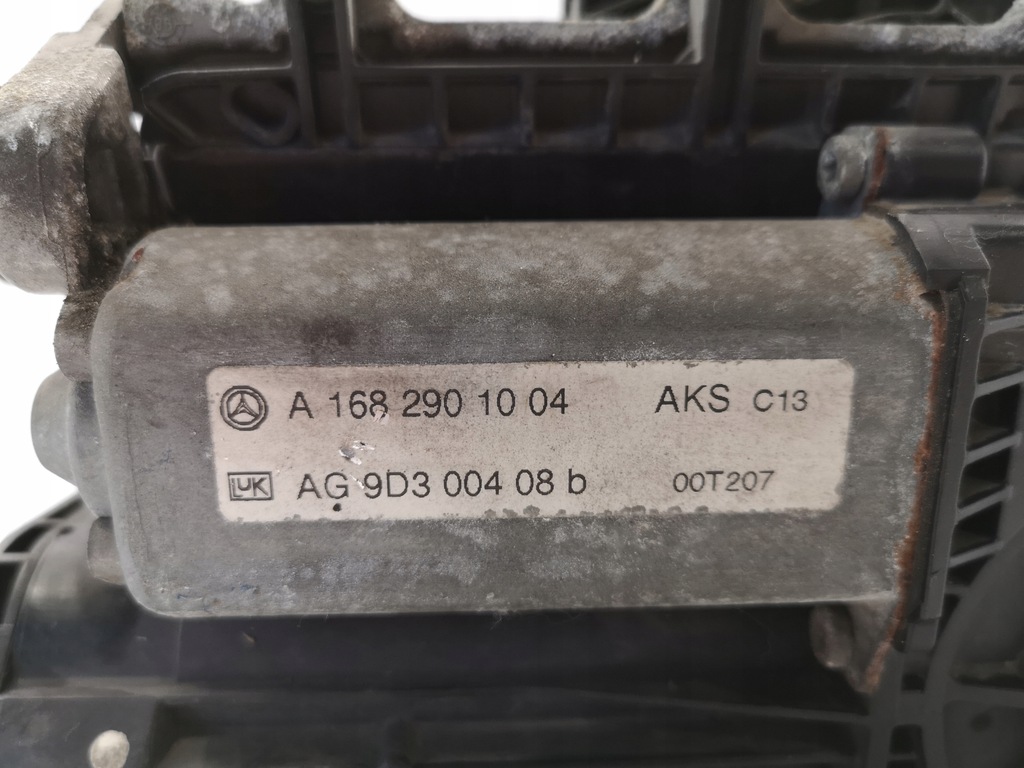 A 168 290 10 04 AKS C13
LUK AG 9D3 004 08 b 00T207